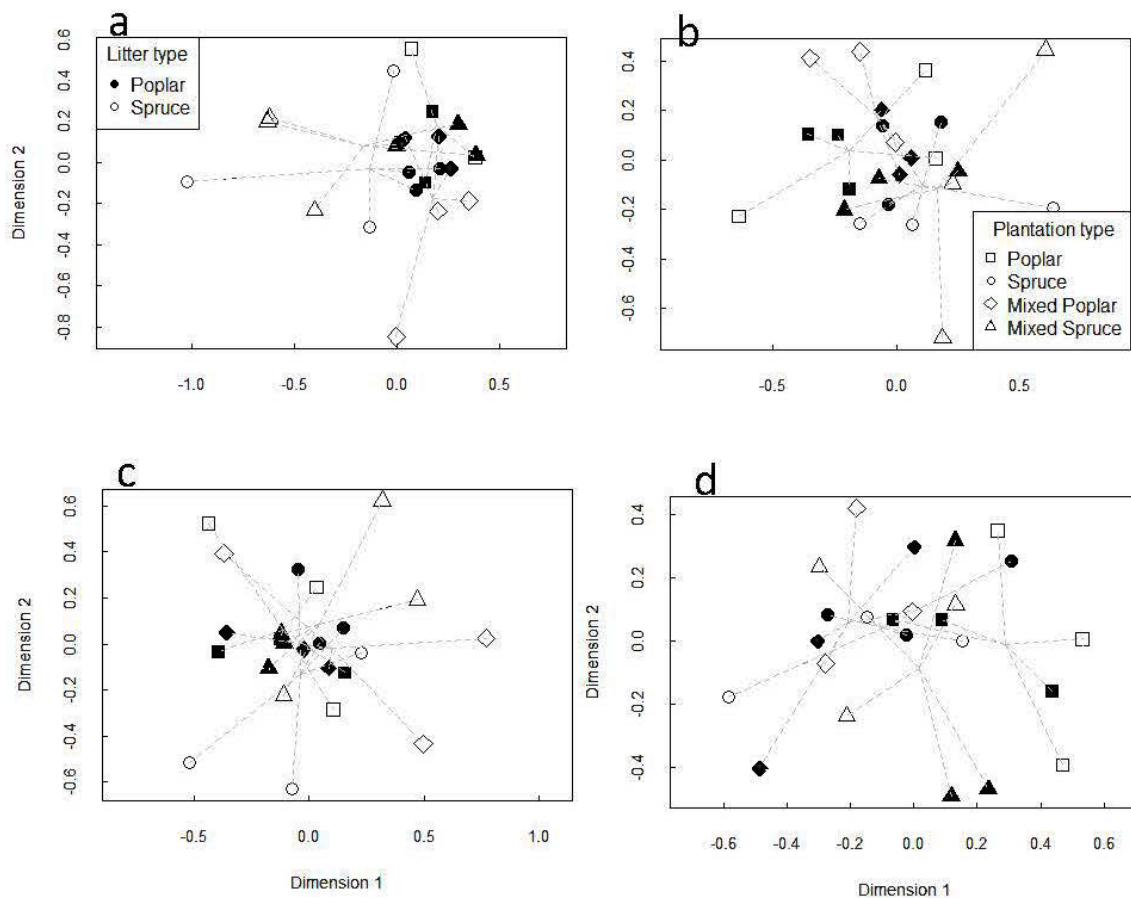 a
Litter type
Poplar
Spruce
Dimension 2
0.6
0.4
0.2
0.0
-0.2
-0.4
-0.6
-0.8
-1.0 -0.5 0.0 0.5
b
0.4
0.2
0.0
-0.2
-0.4
-0.6
Plantation type
Poplar
Spruce
Mixed Poplar
Mixed Spruce
-0.5 0.0 0.5
c
Dimension 2
0.6
0.4
0.2
0.0
-0.2
-0.4
-0.6
-0.5 0.0 0.5 1.0
Dimension 1
d
Dimension 2
0.4
0.2
0.0
-0.2
-0.4
-0.6 -0.4 -0.2 0.0 0.2 0.4 0.6
Dimension 1